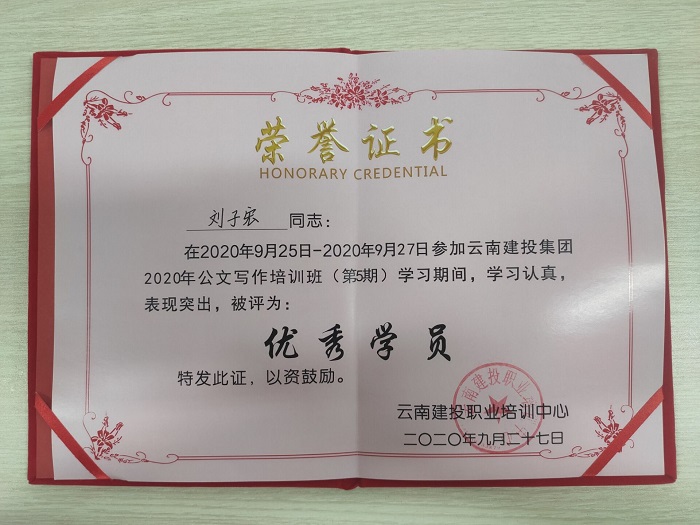 荣誉证书
HONORARY CREDENTIAL
刘子宏 同志：
在2020年9月25日-2020年9月27日参加云南建投集团
2020年公文写作培训班（第5期）学习期间，学习认真，
表现突出，被评为：
优秀学员
特发此证，以资鼓励。
云南建投职业培训中心
二〇二〇年九月二十七日